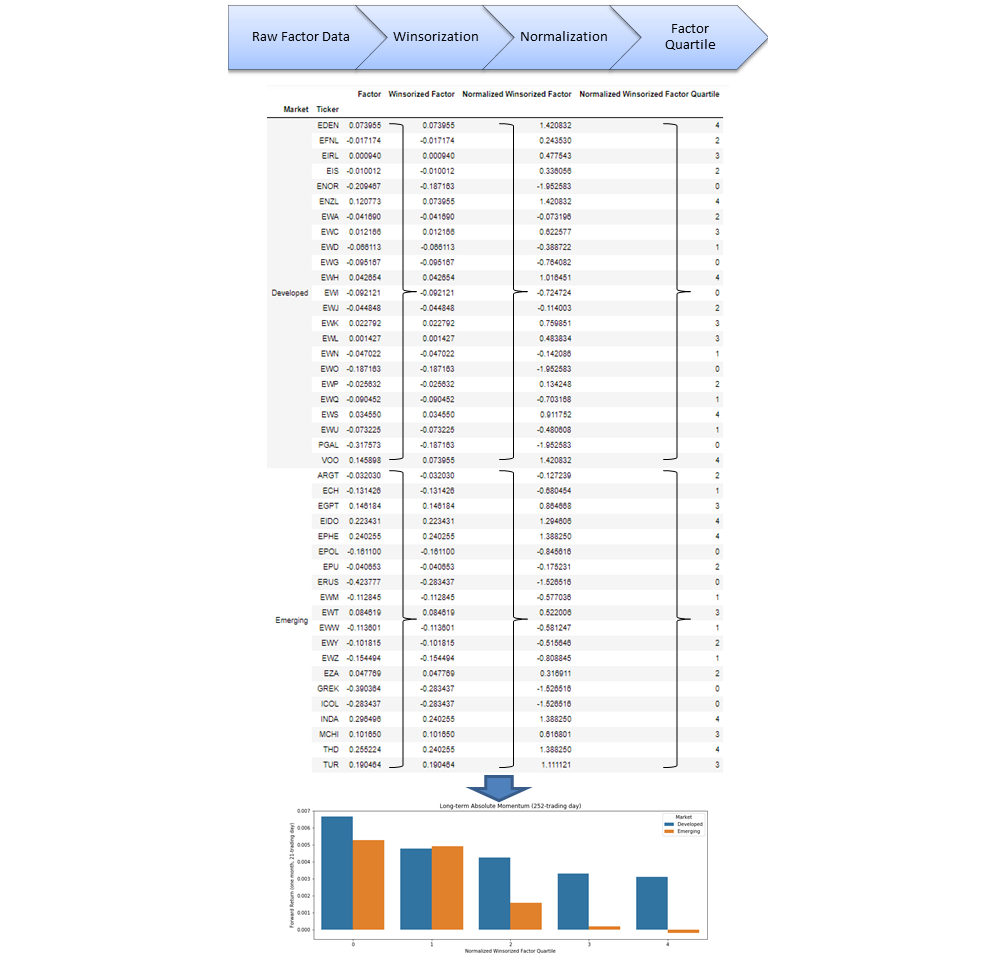 Raw Factor Data
Winsorization
Normalization
Factor
Quartile
Factor Winsorized Factor Normalized Winsorized Factor Normalized Winsorized Factor Quartile
Market Ticker
EDEN 0.073955 0.073955 1.420832 4
EFNL -0.017174 -0.017174 0.243530 2
EIRL 0.000940 0.000940 0.477543 3
EIS -0.010012 -0.010012 0.336056 2
ENOR -0.209467 -0.187163 -1.952583 0
ENZL 0.120773 0.073955 1.420832 4
EWA -0.041690 -0.041690 -0.073196 2
EWC 0.012166 0.012166 0.622577 3
EWD -0.066113 -0.066113 -0.388722 1
EWG -0.095167 -0.095167 -0.764082 0
EWH 0.042654 0.042654 1.016451 4
Developed EWI -0.092121 -0.092121 -0.724724 0
EWJ -0.044848 -0.044848 -0.114003 2
EWK 0.022792 0.022792 0.759851 3
EWL 0.001427 0.001427 0.483834 3
EWN -0.047022 -0.047022 -0.142086 1
EWO -0.187163 -0.187163 -1.952583 0
EWP -0.025632 -0.025632 0.134248 2
EWQ -0.090452 -0.090452 -0.703168 1
EWS 0.034550 0.034550 0.911752 4
EWU -0.073225 -0.073225 -0.480608 1
PGAL -0.317573 -0.187163 -1.952583 0
VOO 0.145898 0.073955 1.420832 4
ARGT -0.032030 -0.032030 -0.127239 2
ECH -0.131426 -0.131426 -0.680454 1
EGPT 0.146184 0.146184 0.864668 3
EIDO 0.223431 0.223431 1.294606 4
EPHE 0.240255 0.240255 1.388250 4
EPOL -0.161100 -0.161100 -0.845616 0
EPU -0.040653 -0.040653 -0.175231 2
ERUS -0.423777 -0.283437 -1.526516 0
EWM -0.112845 -0.112845 -0.577036 1
EWT 0.084619 0.084619 0.522006 3
Emerging EWW -0.113601 -0.113601 -0.581247 1
EWY -0.101815 -0.101815 -0.515646 2
EWZ -0.154494 -0.154494 -0.808845 1
EZA 0.047769 0.047769 0.316911 2
GREK -0.390364 -0.283437 -1.526516 0
ICOL -0.283437 -0.283437 -1.526516 0
INDA 0.296496 0.240255 1.388250 4
MCHI 0.101650 0.101650 0.616801 3
THD 0.255224 0.240255 1.388250 4
TUR 0.190464 0.190464 1.111121 3
Long-term Absolute Momentum (252-trading day)
Forward Return (one month, 21-trading day)
0.007
0.006
0.005
0.004
0.003
0.002
0.001
0.000
Market
Developed
Emerging
0 1 2 3 4
Normalized Winsorized Factor Quartile